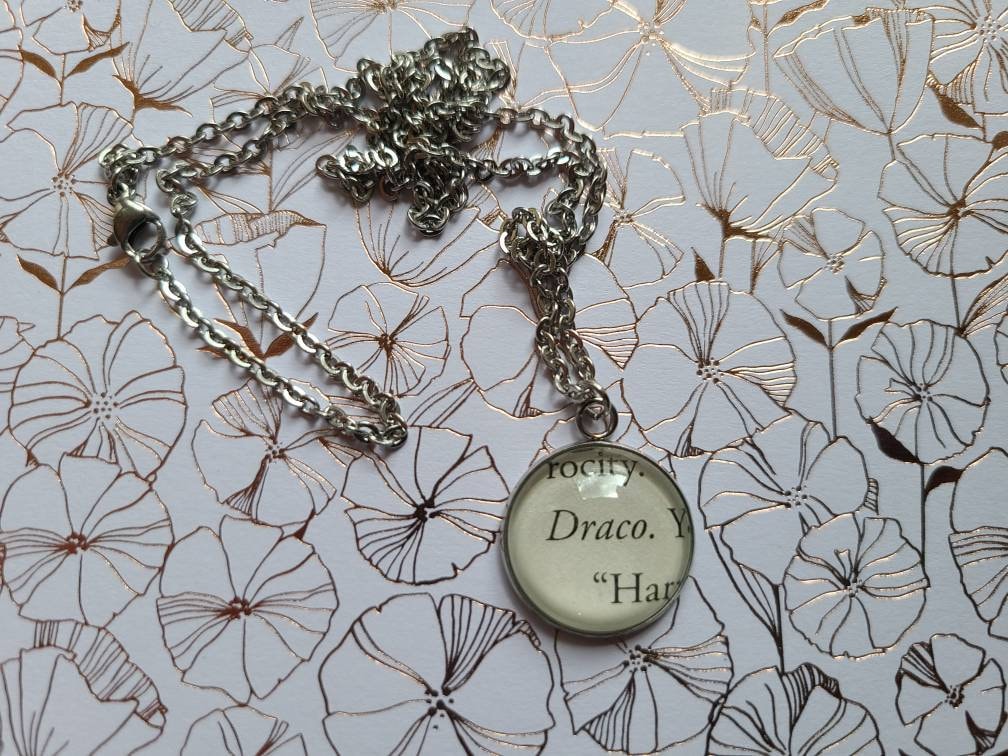 rocity.
Draco. Y
“Har